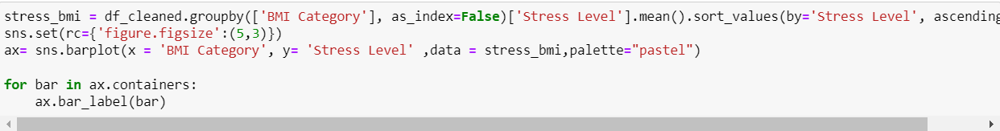 stress_bmi = df_cleaned.groupby(['BMI Category'], as_index=False)['Stress Level'].mean().sort_values(by='Stress Level', ascending
sns.set(rc={'figure.figsize':(5,3)})
ax= sns.barplot(x = 'BMI Category', y= 'Stress Level' ,data = stress_bmi,palette="pastel")
for bar in ax.containers:
    ax.bar_label(bar)